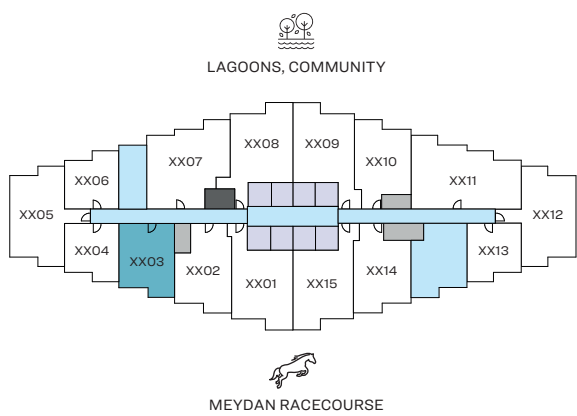 LAGOONS, COMMUNITY
XX08
XX09
XX07
XX10
XX06
XX11
XX05
XX12
XX04
XX03
XX02
XX01
XX15
XX14
XX13
MEYDAN RACECOURSE